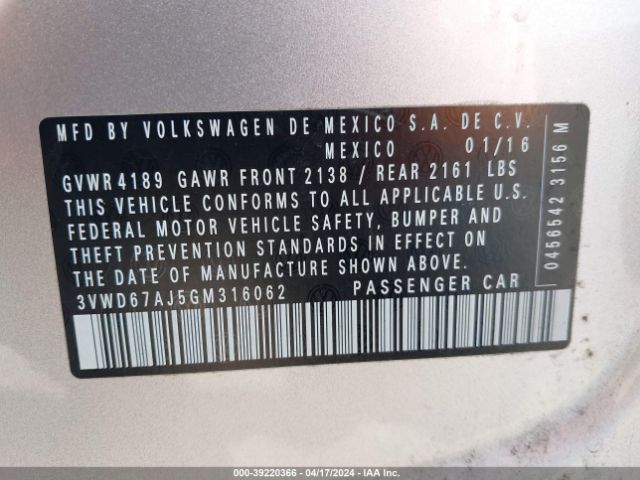 MFD BY VOLKSWAGEN DE MEXICO S.A. DE C.V.
MEXICO 01/16
GVWR 4189 GAWR FRONT 2138 / REAR 2161 LBS
THIS VEHICLE CONFORMS TO ALL APPLICABLE U.S.
FEDERAL MOTOR VEHICLE SAFETY, BUMPER AND
THEFT PREVENTION STANDARDS IN EFFECT ON
THE DATE OF MANUFACTURE SHOWN ABOVE.
3VWD67AJ5GM316062 PASSENGER CAR
0456542 3156 M
000-39220366 - 04/17/2024 - IAAI.COM